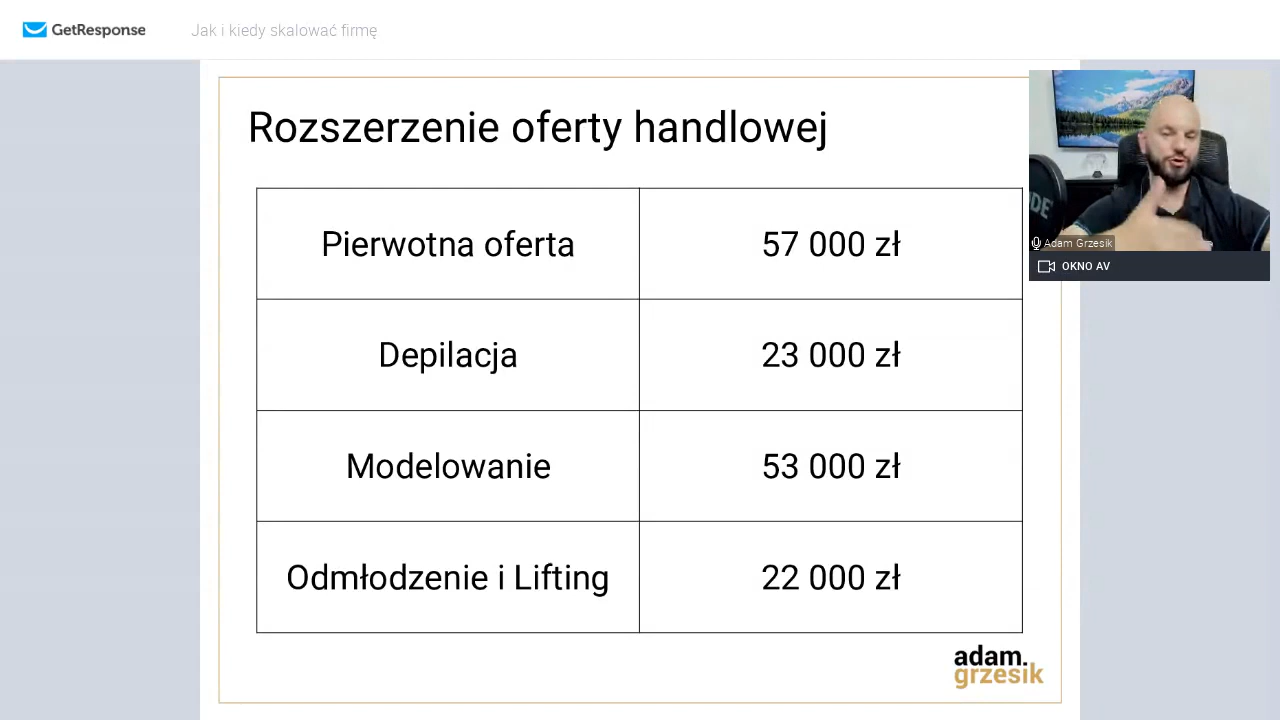 GetResponse
Jak i kiedy skalować firmę
Rozszerzenie oferty handlowej
Pierwotna oferta 57 000 zł
Depilacja 23 000 zł
Modelowanie 53 000 zł
Odmłodzenie i Lifting 22 000 zł
adam.
grzesik
Adam Grzesik
OKNO AV